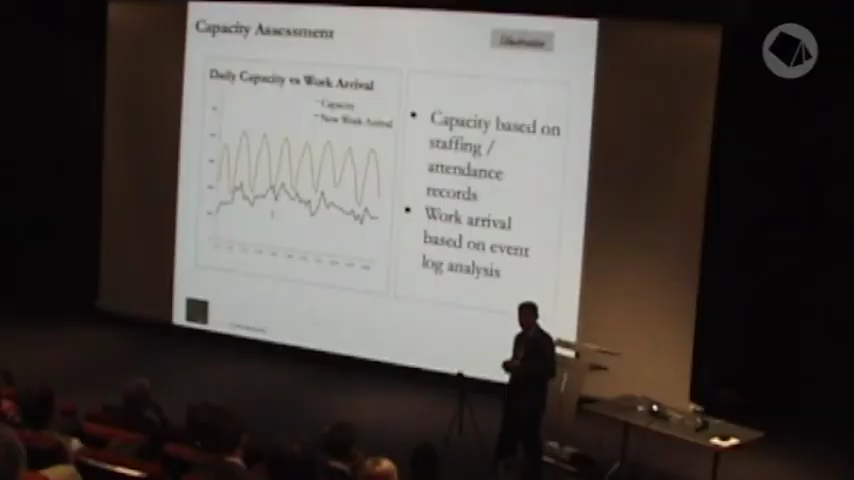 Capacity Assessment
Illustrative
Daily Capacity vs Work Arrival
Capacity
New Work Arrival
• Capacity based on
staffing /
attendance
records
• Work arrival
based on event
log analysis